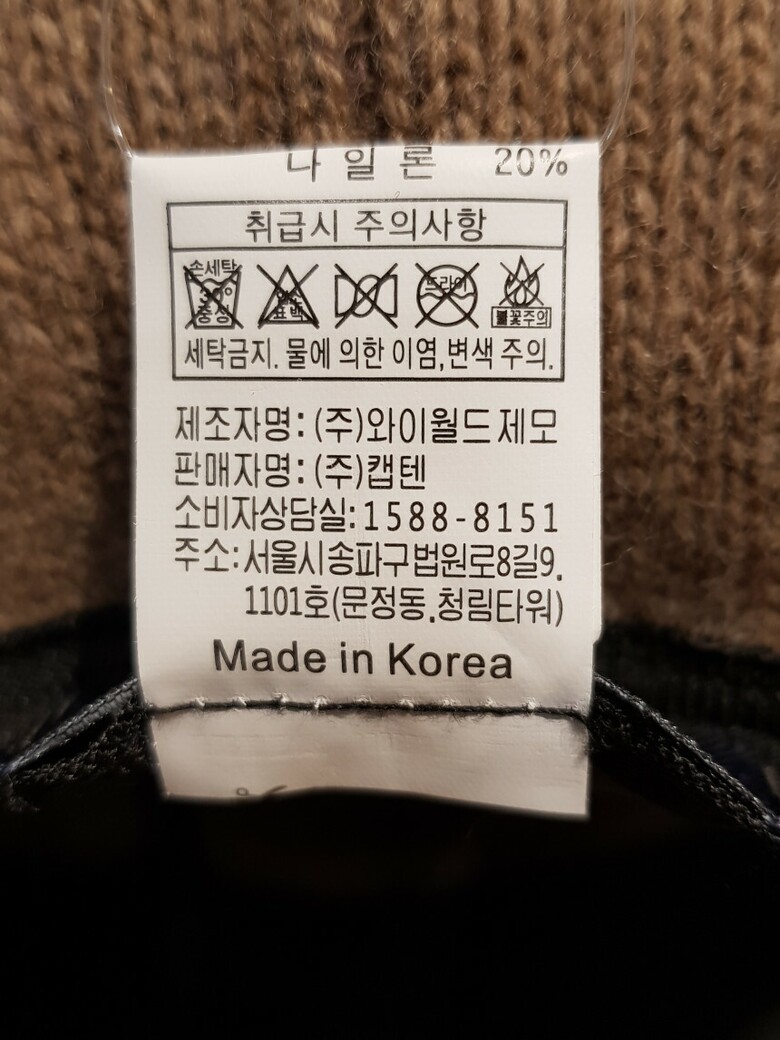 나 일 론 20%
취급시 주의사항
손세탁 30° 중성 표백 드라이 불꽃주의
세탁금지. 물에 의한 이염,변색 주의.
제조자명: (주)와이월드제모
판매자명: (주)캡텐
소비자상담실: 1588-8151
주소: 서울시송파구법원로8길9.
1101호(문정동.청림타워)
Made in Korea